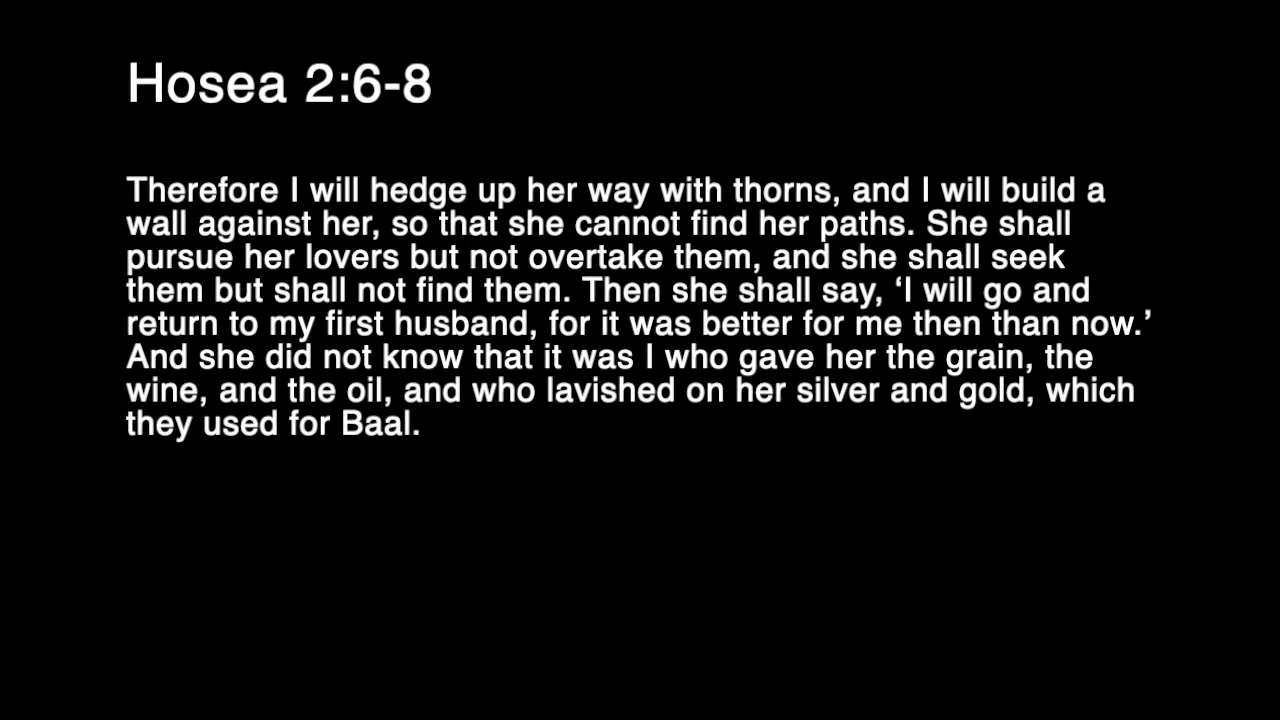 Hosea 2:6-8
Therefore I will hedge up her way with thorns, and I will build a
wall against her, so that she cannot find her paths. She shall
pursue her lovers but not overtake them, and she shall seek
them but shall not find them. Then she shall say, ‘I will go and
return to my first husband, for it was better for me then than now.’
And she did not know that it was I who gave her the grain, the
wine, and the oil, and who lavished on her silver and gold, which
they used for Baal.